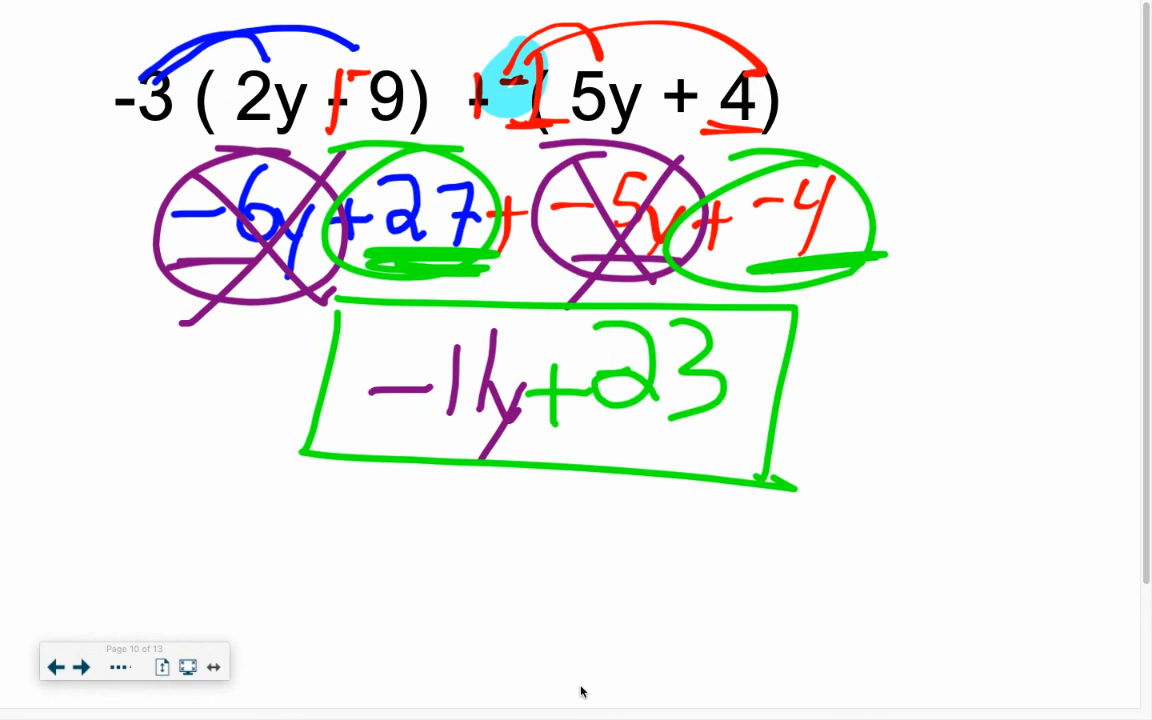 -3 ( 2y - 9) + -1( 5y + 4)
-6y +27 + -5y + -4
-11y +23
Page 10 of 13